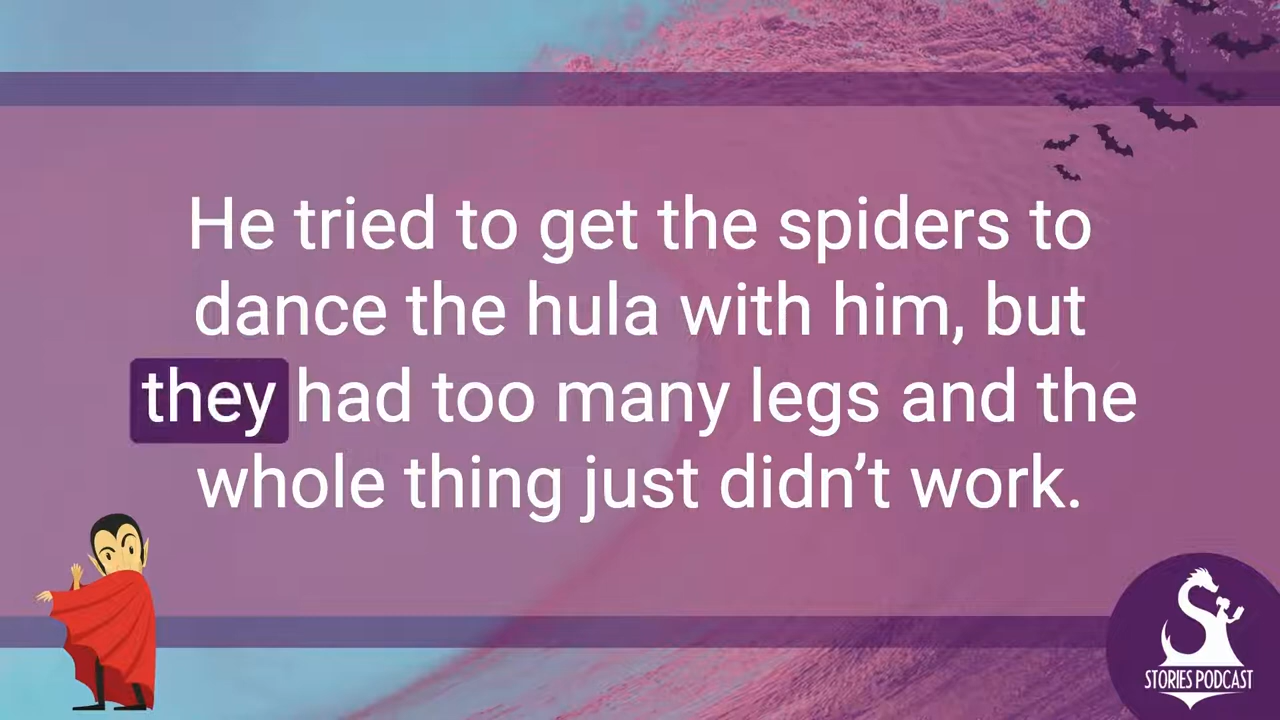 He tried to get the spiders to
dance the hula with him, but
they had too many legs and the
whole thing just didn’t work.
STORIES PODCAST